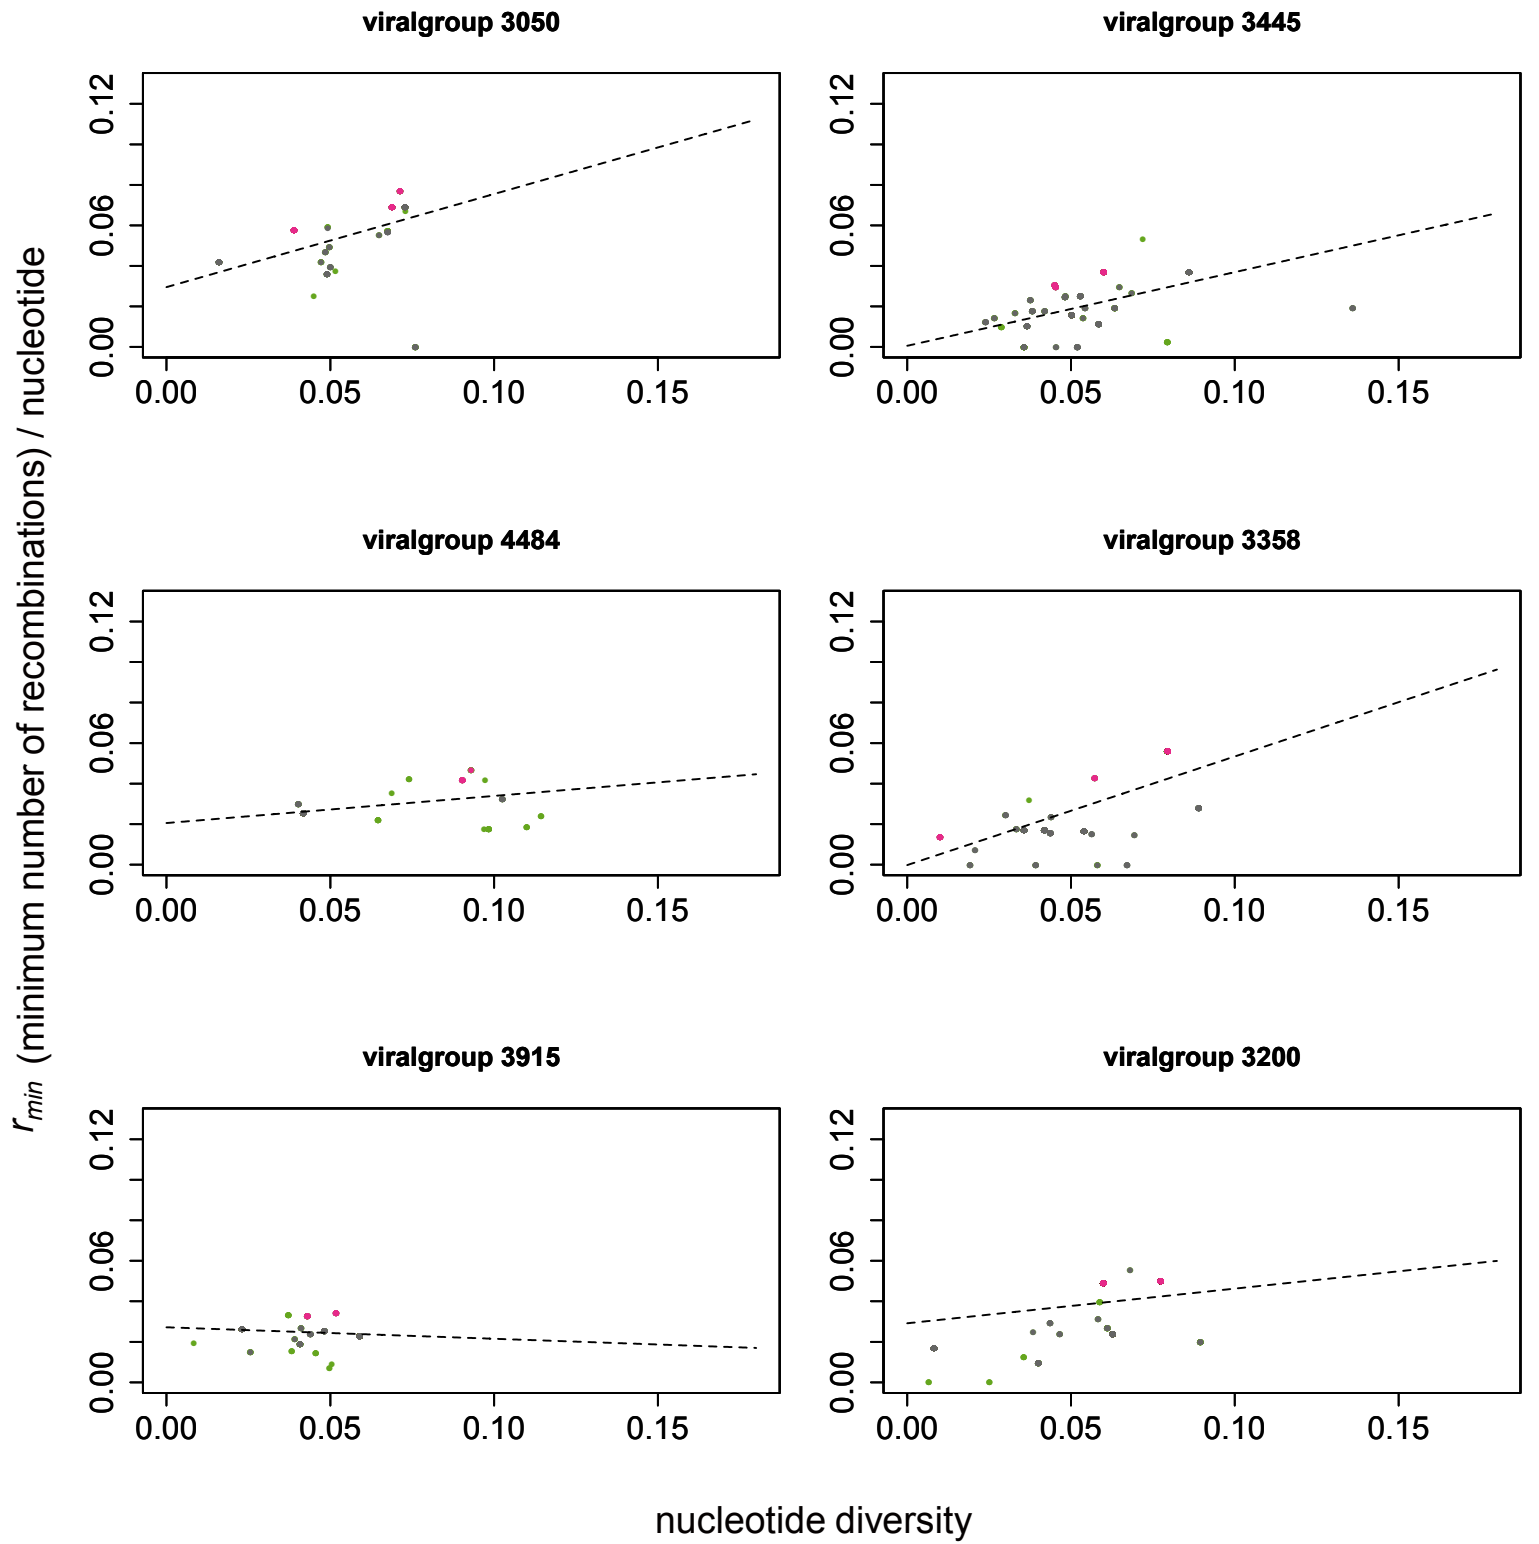 viralgroup 3050
0.12
0.06
0.00
0.00 0.05 0.10 0.15
viralgroup 3445
0.12
0.06
0.00
0.00 0.05 0.10 0.15
viralgroup 4484
0.12
0.06
0.00
0.00 0.05 0.10 0.15
viralgroup 3358
0.12
0.06
0.00
0.00 0.05 0.10 0.15
viralgroup 3915
0.12
0.06
0.00
0.00 0.05 0.10 0.15
viralgroup 3200
0.12
0.06
0.00
0.00 0.05 0.10 0.15
rmin (minimum number of recombinations) / nucleotide
nucleotide diversity